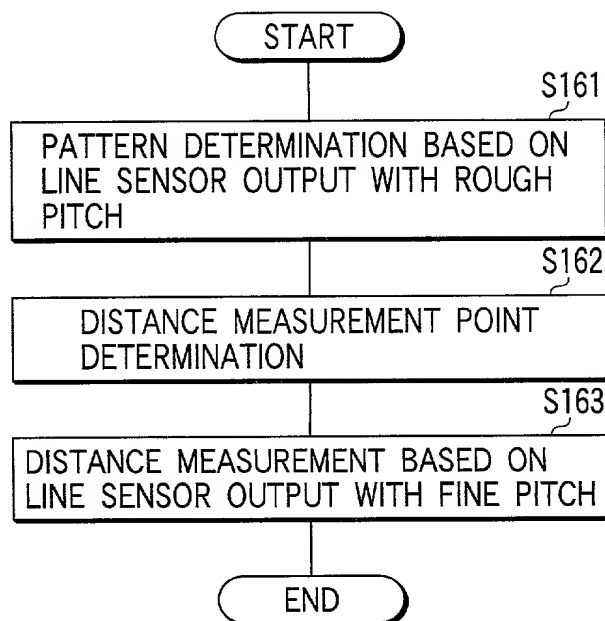 START
S161
PATTERN DETERMINATION BASED ON
LINE SENSOR OUTPUT WITH ROUGH
PITCH
S162
DISTANCE MEASUREMENT POINT
DETERMINATION
S163
DISTANCE MEASUREMENT BASED ON
LINE SENSOR OUTPUT WITH FINE PITCH
END